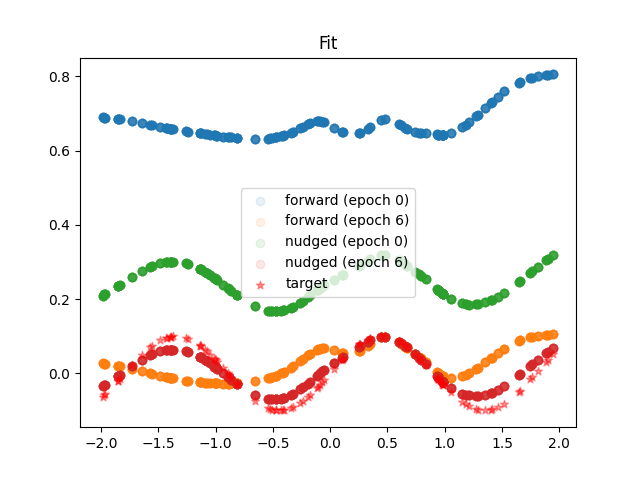 Fit
0.8
0.6
0.4
0.2
0.0
forward (epoch 0)
forward (epoch 6)
nudged (epoch 0)
nudged (epoch 6)
target
−2.0 −1.5 −1.0 −0.5 0.0 0.5 1.0 1.5 2.0